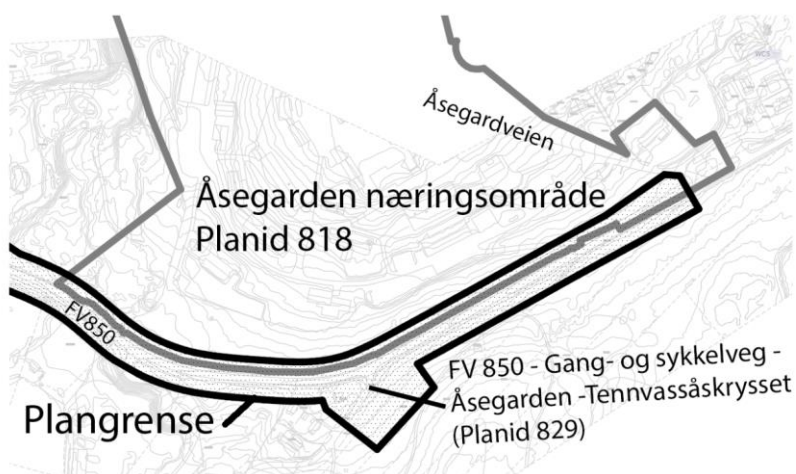 Åsegardveien
Åsegarden næringsområde
Planid 818
FV850
FV 850 - Gang- og sykkelveg -
Åsegarden -Tennvassåskrysset
(Planid 829)
Plangrense